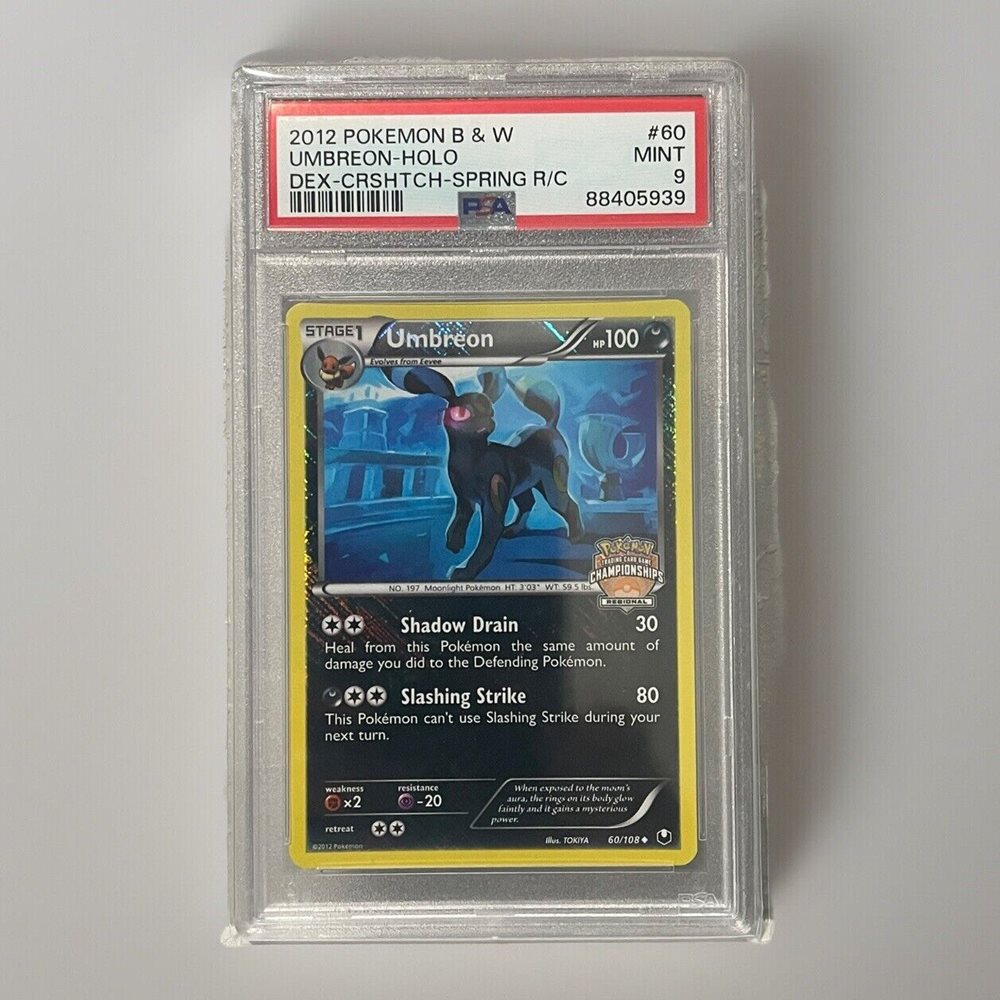 2012 POKEMON B & W #60
UMBREON-HOLO MINT
DEX-CRSHTCH-SPRING R/C 9
PSA 88405939
STAGE1 Umbreon HP100
Evolves from Eevee
POKéMON
TRADING CARD GAME
CHAMPIONSHIPS
REGIONAL
NO. 197 Moonlight Pokémon HT: 3'03" WT: 59.5 lbs.
Shadow Drain 30
Heal from this Pokémon the same amount of
damage you did to the Defending Pokémon.
Slashing Strike 80
This Pokémon can't use Slashing Strike during your
next turn.
weakness resistance
x2 -20
retreat
When exposed to the moon's
aura, the rings on its body glow
faintly and it gains a mysterious
power.
Illus. TOKIYA 60/108
©2012 Pokémon
PSA